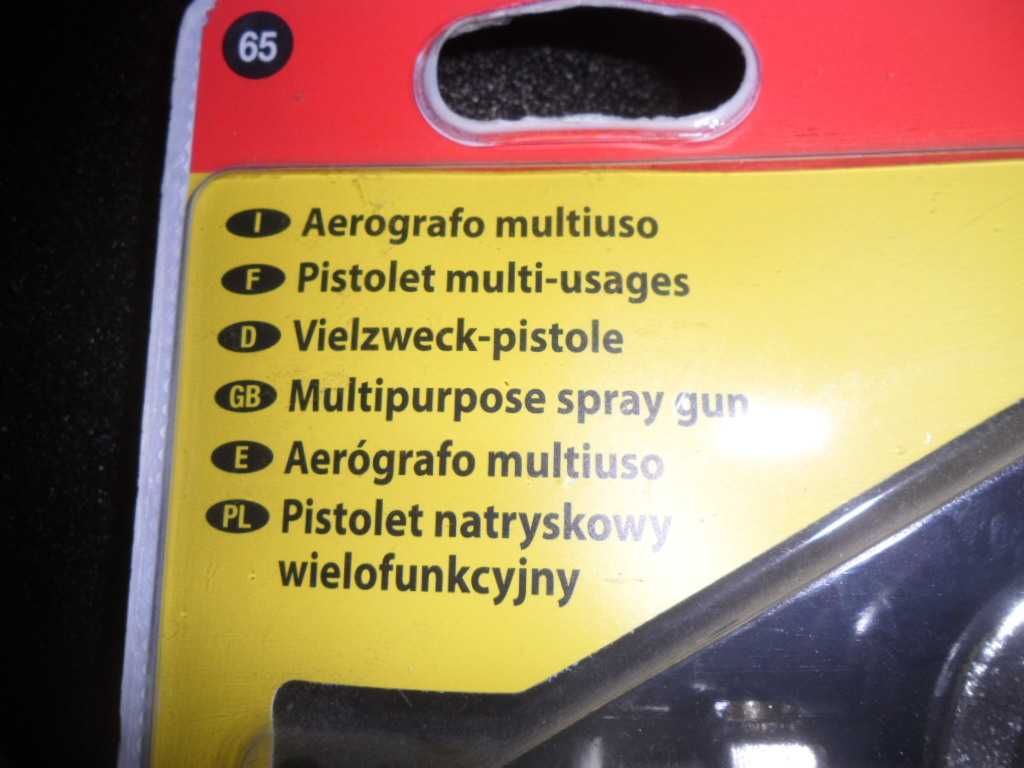 65
I Aerografo multiuso
F Pistolet multi-usages
D Vielzweck-pistole
GB Multipurpose spray gun
E Aerógrafo multiuso
PL Pistolet natryskowy
wielofunkcyjny